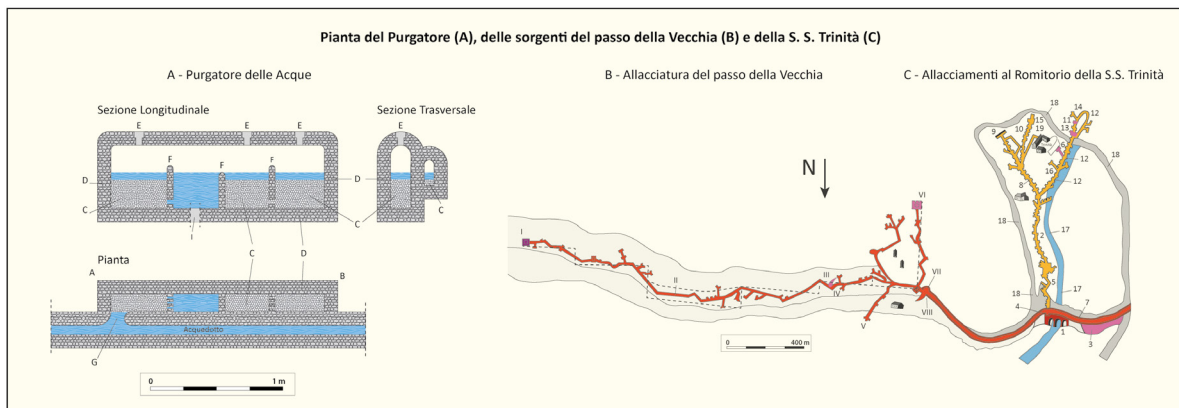 Pianta del Purgatore (A), delle sorgenti del passo della Vecchia (B) e della S. S. Trinità (C)
A - Purgatore delle Acque
Sezione Longitudinale
Sezione Trasversale
E
E
E
E
F
F
F
D
D
C
C
C
I
C
D
Pianta
A
B
Acquedotto
G
0
1 m
B - Allacciatura del passo della Vecchia
N
I
II
III
IV
V
VI
VII
VIII
0
400 m
C - Allacciamenti al Romitorio della S.S. Trinità
18
14
11
12
15
13
10
19
9
18
16
12
8
12
2
17
5
18
17
4
7
1
3